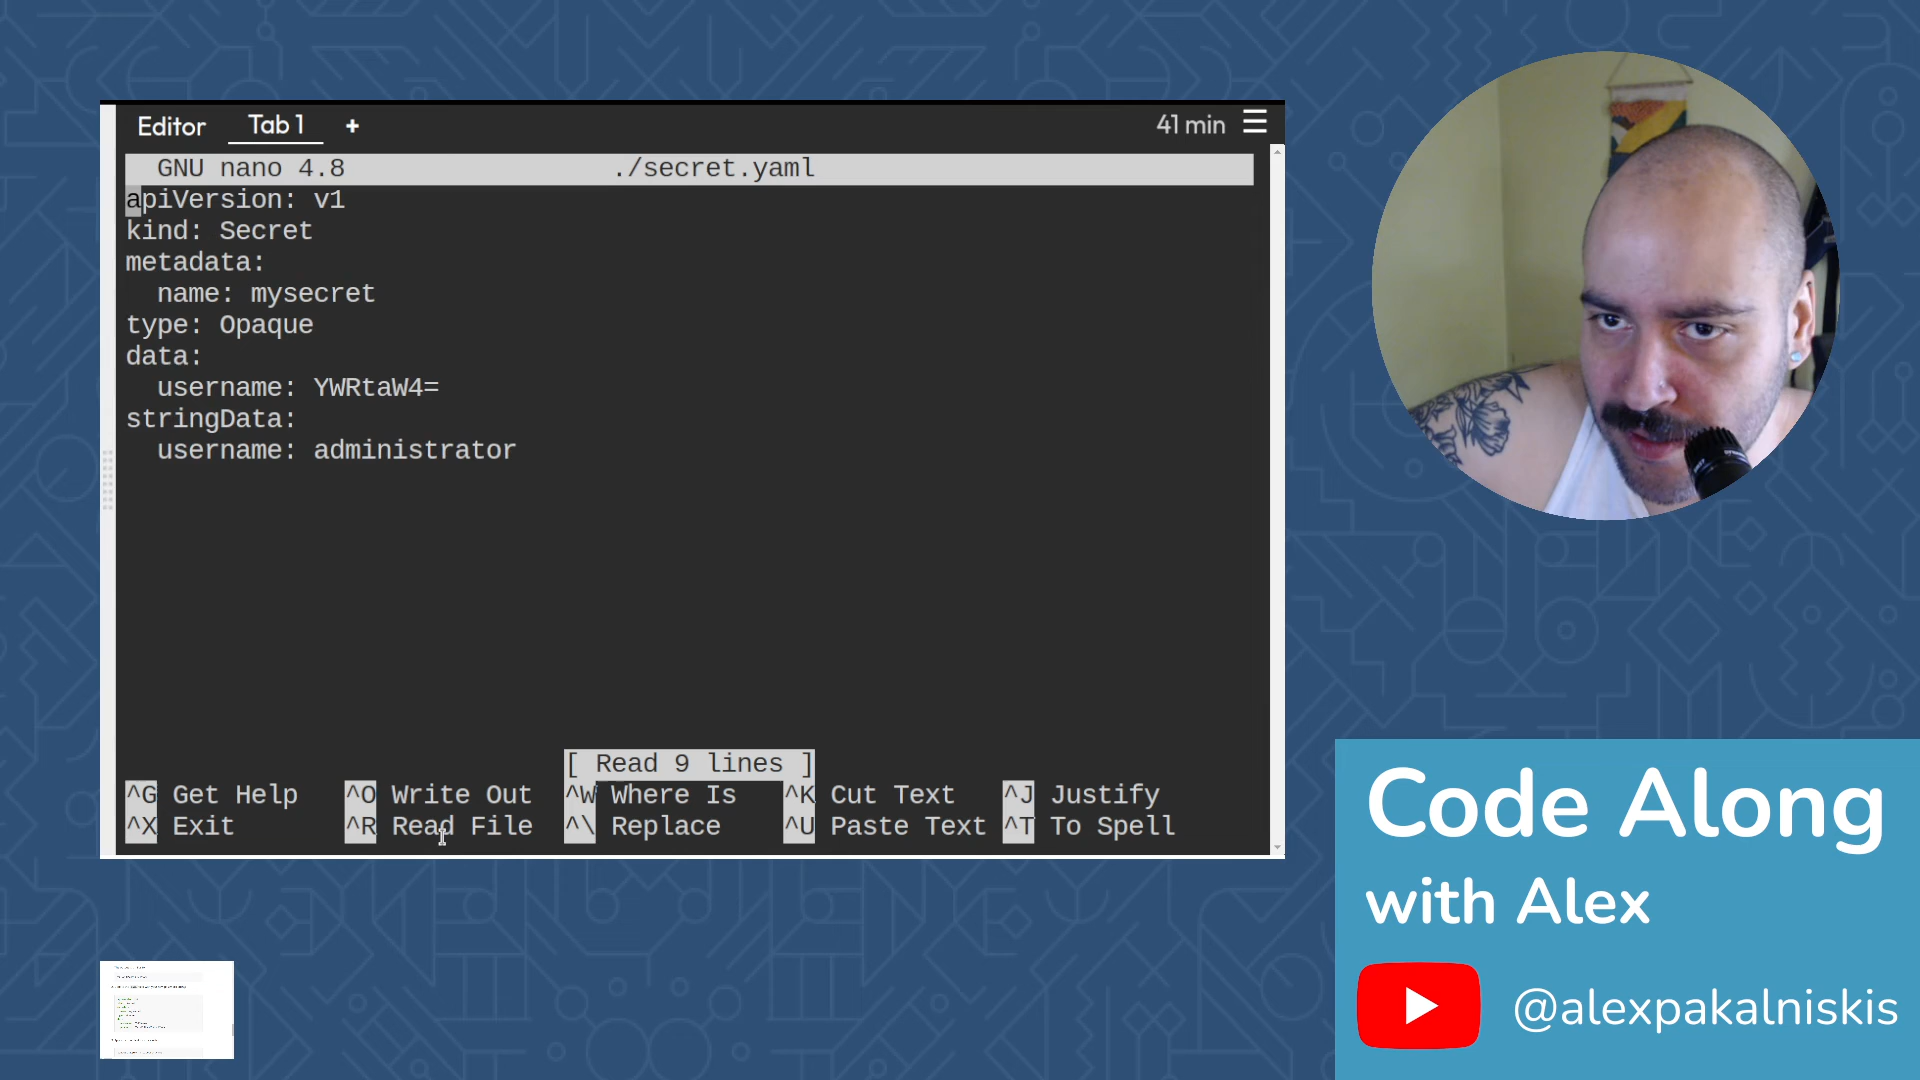 Editor Tab 1 + 41 min
GNU nano 4.8 ./secret.yaml
apiVersion: v1
kind: Secret
metadata:
  name: mysecret
type: Opaque
data:
  username: YWRtaW4=
stringData:
  username: administrator
[ Read 9 lines ]
^G Get Help ^O Write Out ^W Where Is ^K Cut Text ^J Justify
^X Exit ^R Read File ^\ Replace ^U Paste Text ^T To Spell
Code Along
with Alex
@alexpakalniskis